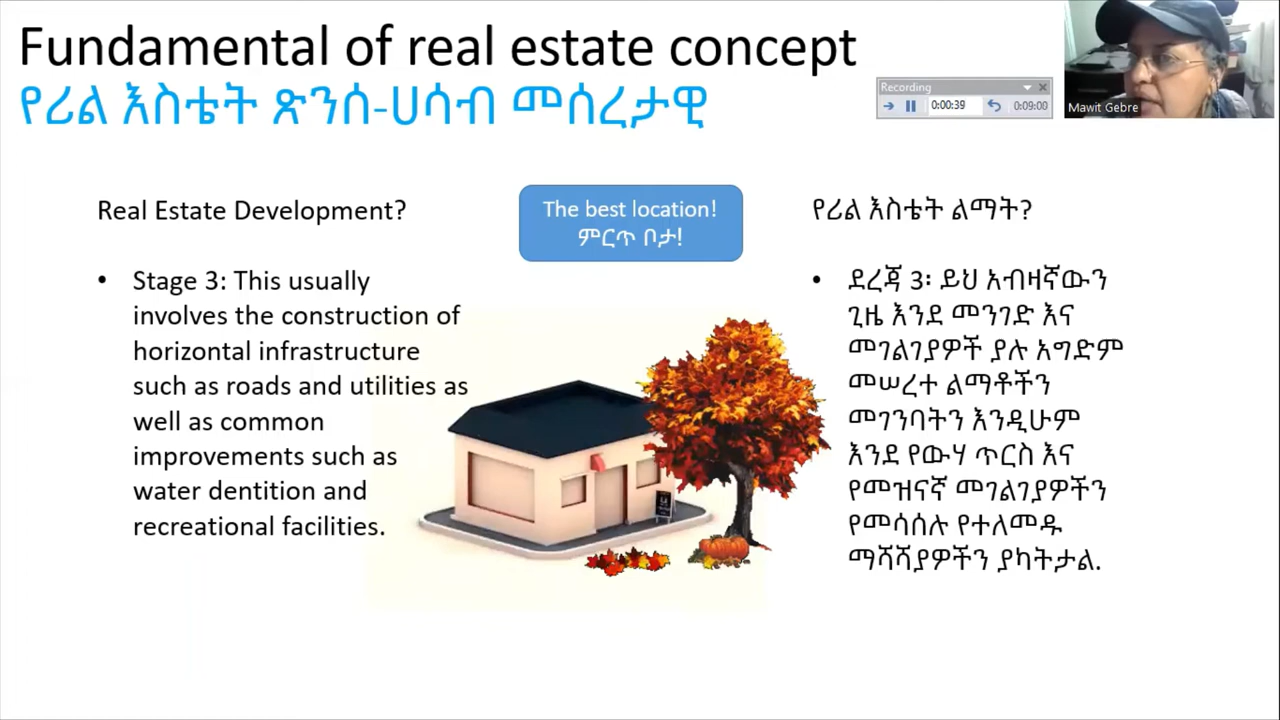 Fundamental of real estate concept
የሪል እስቴት ጽንሰ-ሀሳብ መሰረታዊ
Recording
0:00:39
0:09:00
Mawit Gebre
Real Estate Development?
• Stage 3: This usually
involves the construction of
horizontal infrastructure
such as roads and utilities as
well as common
improvements such as
water dentition and
recreational facilities.
The best location!
ምርጥ ቦታ!
የሪል እስቴት ልማት?
• ደረጃ 3፡ ይህ አብዛኛውን
ጊዜ እንደ መንገድ እና
መገልገያዎች ያሉ አግድም
መሠረተ ልማቶችን
መገንባትን እንዲሁም
እንደ የውሃ ጥርስ እና
የመዝናኛ መገልገያዎችን
የመሳሰሉ የተለመዱ
ማሻሻያዎችን ያካትታል.